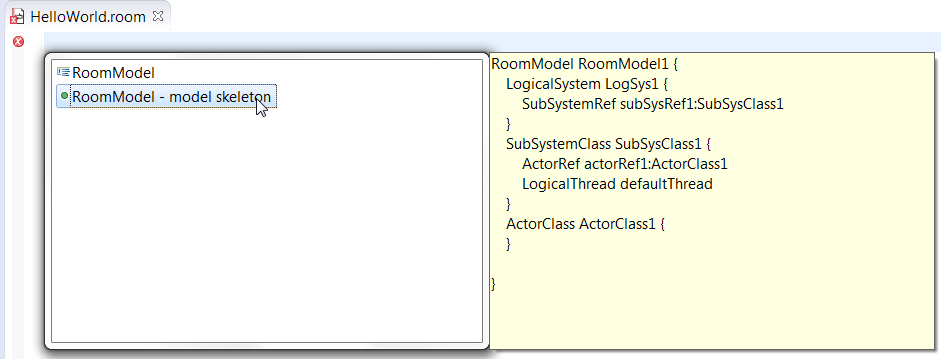 HelloWorld.room
RoomModel
RoomModel - model skeleton
RoomModel RoomModel1 {
    LogicalSystem LogSys1 {
        SubSystemRef subSysRef1:SubSysClass1
    }
    SubSystemClass SubSysClass1 {
        ActorRef actorRef1:ActorClass1
        LogicalThread defaultThread
    }
    ActorClass ActorClass1 {
    }
}